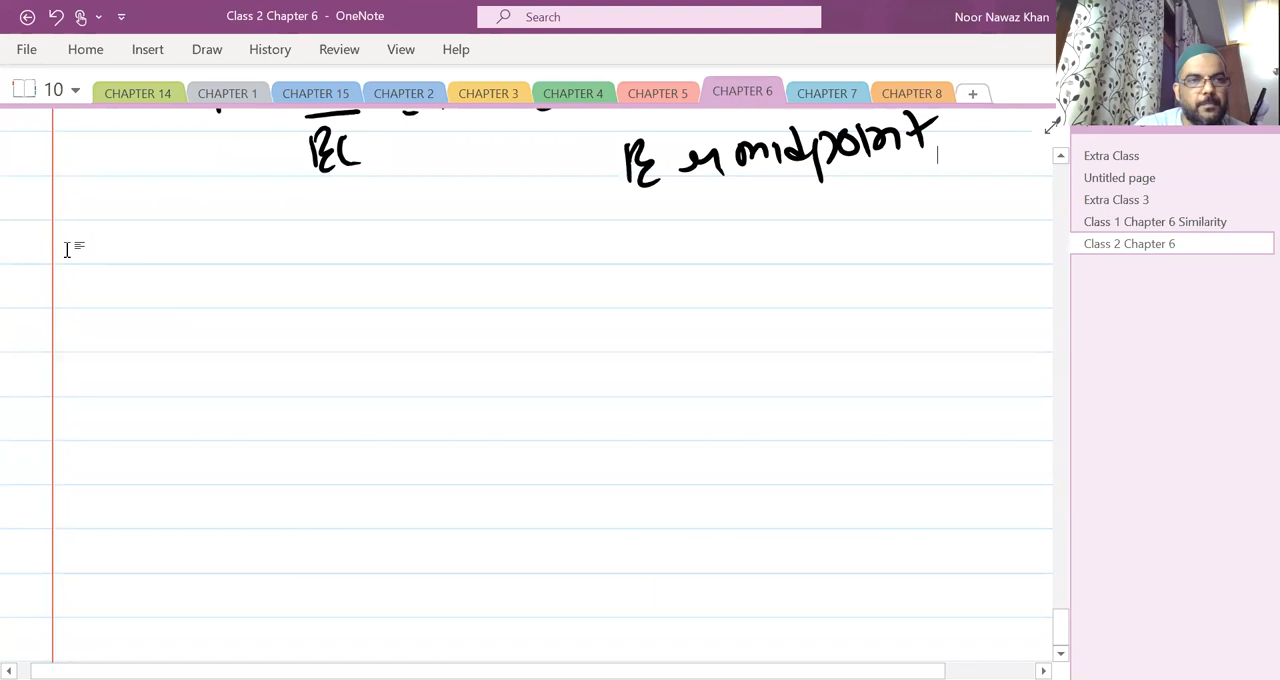 Class 2 Chapter 6 - OneNote
Search
Noor Nawaz Khan
File Home Insert Draw History Review View Help
10 CHAPTER 14 CHAPTER 1 CHAPTER 15 CHAPTER 2 CHAPTER 3 CHAPTER 4 CHAPTER 5 CHAPTER 6 CHAPTER 7 CHAPTER 8
midpoint
Extra Class
Untitled page
Extra Class 3
Class 1 Chapter 6 Similarity
Class 2 Chapter 6